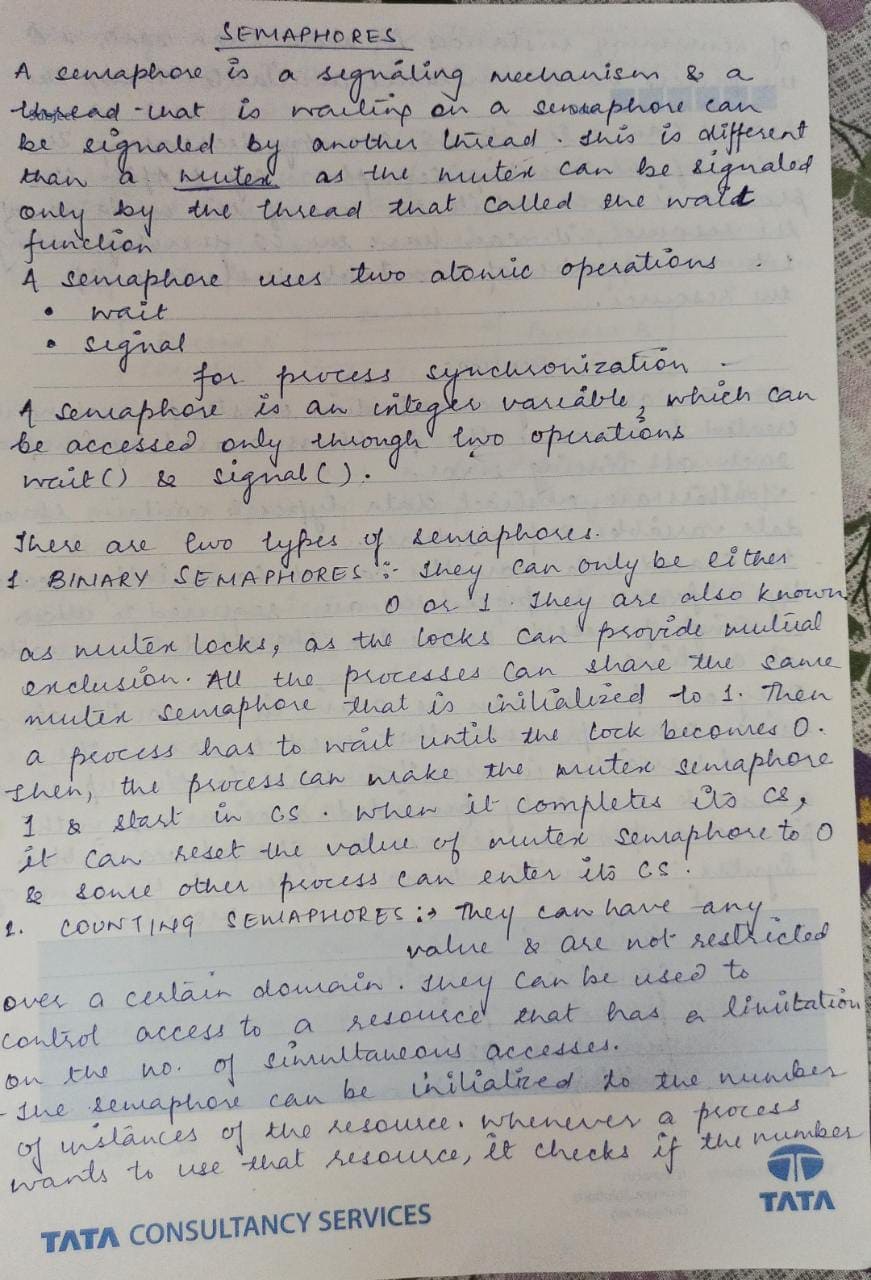 SEMAPHORES
A semaphore is a signaling mechanism & a
thread that is waiting on a semaphore can
be signaled by another thread. This is different
than a mutex as the mutex can be signaled
only by the thread that called the wait
function
A semaphore uses two atomic operations
• wait
• signal
for process synchronization.
A semaphore is an integer variable, which can
be accessed only through two operations
wait() & signal().
There are two types of semaphores.
1. BINARY SEMAPHORES :- They can only be either
0 or 1. They are also known
as mutex locks, as the locks can provide mutual
exclusion. All the processes can share the same
mutex semaphore that is initialized to 1. Then
a process has to wait until the lock becomes 0.
Then, the process can make the mutex semaphore
1 & start in CS. When it completes its CS,
it can reset the value of mutex semaphore to 0
& some other process can enter its CS.
2. COUNTING SEMAPHORES :→ They can have any
value & are not restricted
over a certain domain. They can be used to
control access to a resource that has a limitation
on the no. of simultaneous accesses.
The semaphore can be initialized to the number
of instances of the resource. Whenever a process
wants to use that resource, it checks if the number
TATA CONSULTANCY SERVICES
TATA